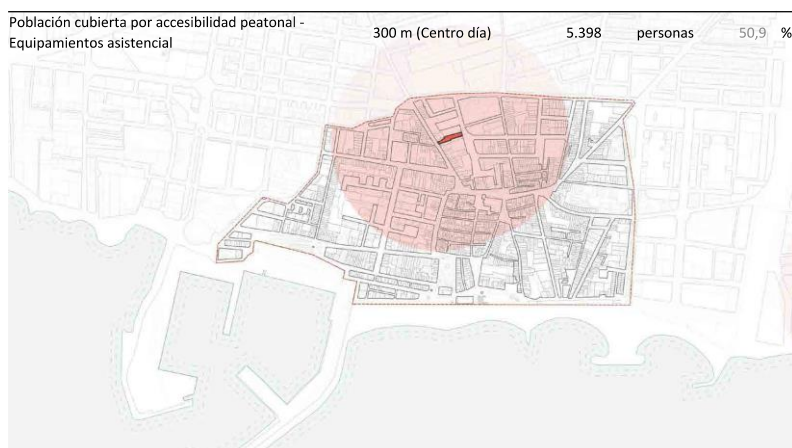 Población cubierta por accesibilidad peatonal -
Equipamientos asistencial
300 m (Centro día) 5.398 personas 50,9 %